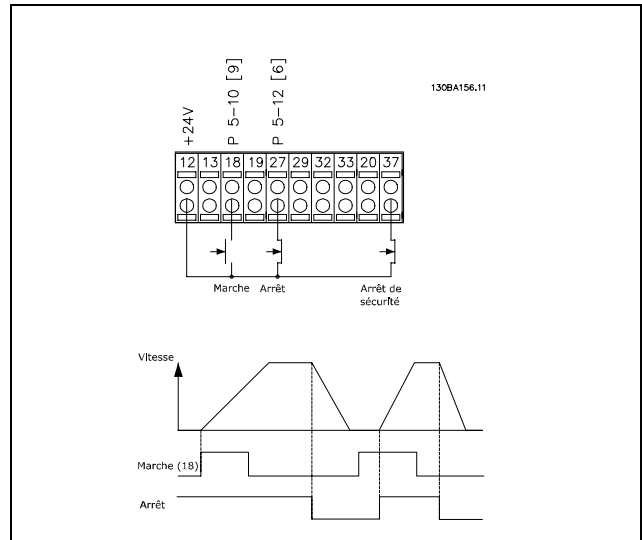 130BA156.11
+24V
P 5-10 [9]
P 5-12 [6]
12 13 18 19 27 29 32 33 20 37
Marche Arrêt
Arrêt de
sécurité
Vitesse
Marche (18)
Arrêt